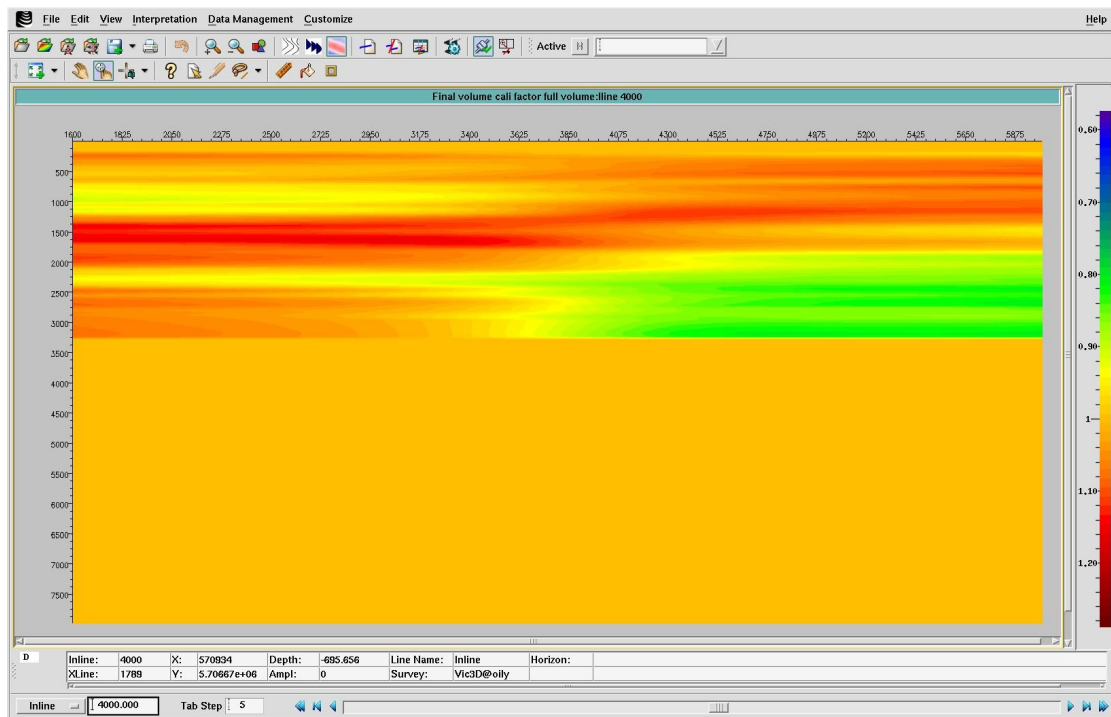 File Edit View Interpretation Data Management Customize Help
Active H
Final volume cali factor full volume:Iline 4000
1600 1825 2050 2275 2500 2725 2950 3175 3400 3625 3850 4075 4300 4525 4750 4975 5200 5425 5650 5875
500
1000
1500
2000
2500
3000
3500
4000
4500
5000
5500
6000
6500
7000
7500
0.60
0.70
0.80
0.90
1
1.10
1.20
D
Inline: 4000 X: 570934 Depth: -695.656 Line Name: Inline Horizon:
XLine: 1789 Y: 5.70667e+06 Ampl: 0 Survey: Vic3D@oily
Inline 4000.000 Tab Step 5